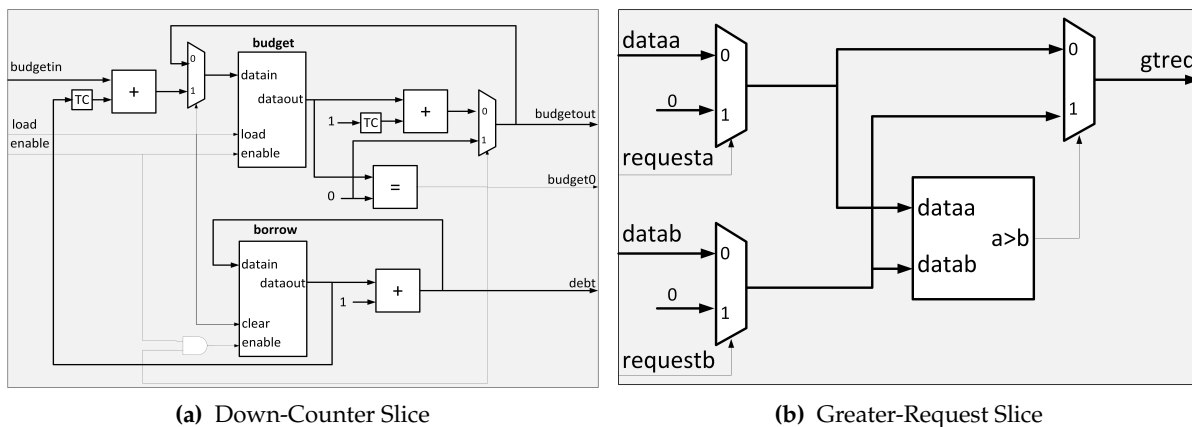 budget
0
budgetin
datain
dataout
+
1
TC
0
+
1
TC
1
budgetout
load
load
enable
enable
0
=
budget0
borrow
datain
dataout
+
1
debt
clear
enable
(a) Down-Counter Slice
dataa
0
0
1
requesta
0
1
gtreq
dataa
a>b
datab
datab
0
0
1
requestb
(b) Greater-Request Slice